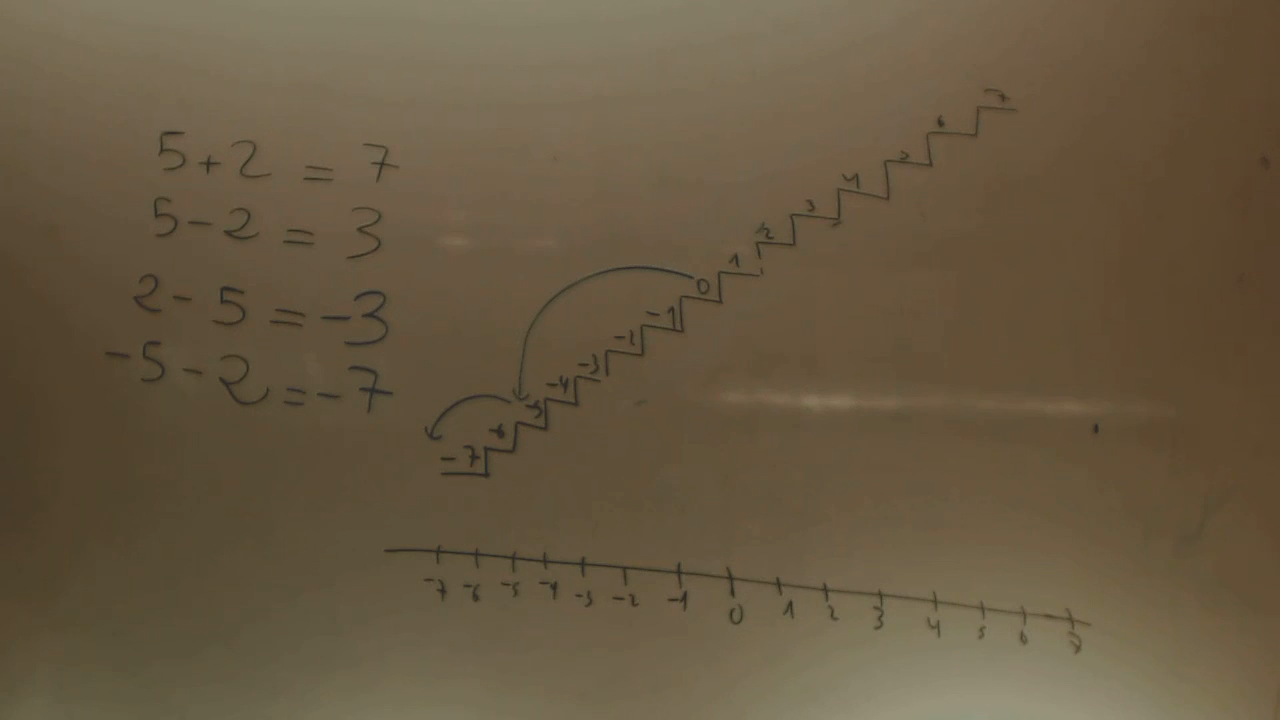 5+2 = 7
5-2 = 3
2-5 = -3
-5-2 = -7
-7 -6 -5 -4 -3 -2 -1 0 1 2 3 4 5 6 7
-7 -6 -5 -4 -3 -2 -1 0 1 2 3 4 5 6 7